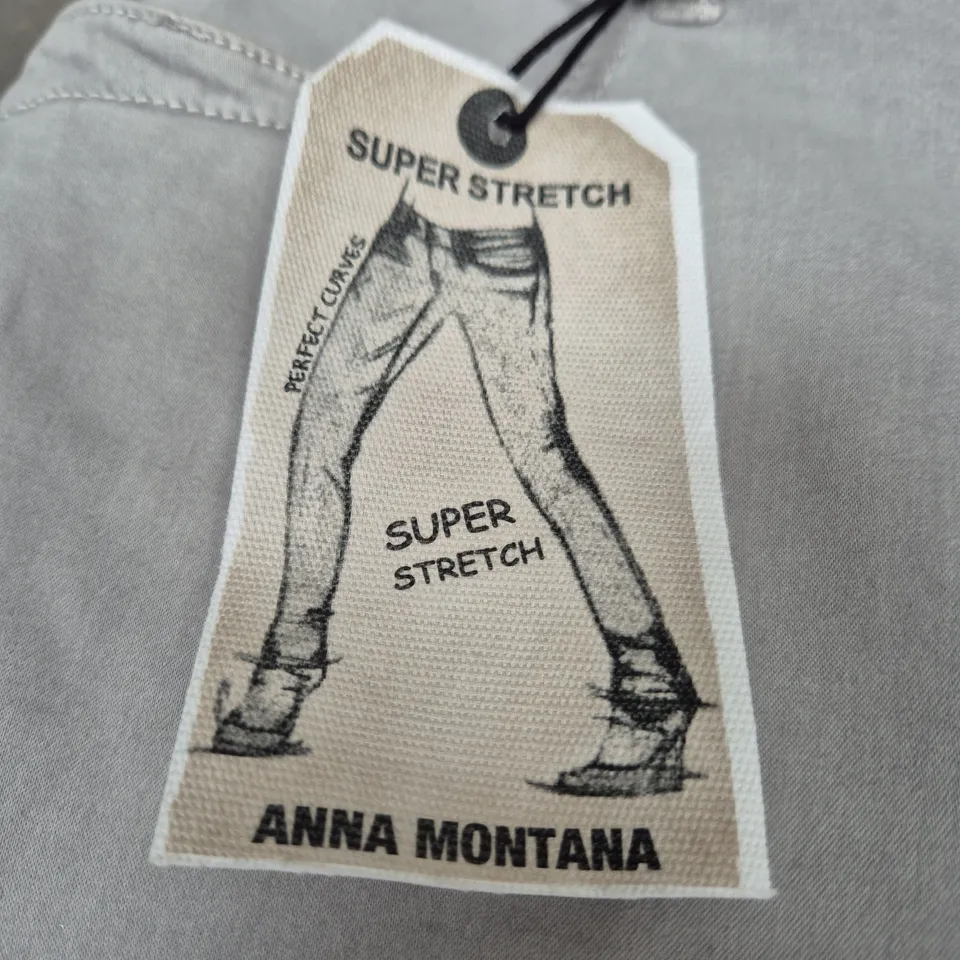 SUPER STRETCH
PERFECT CURVES
SUPER
STRETCH
ANNA MONTANA